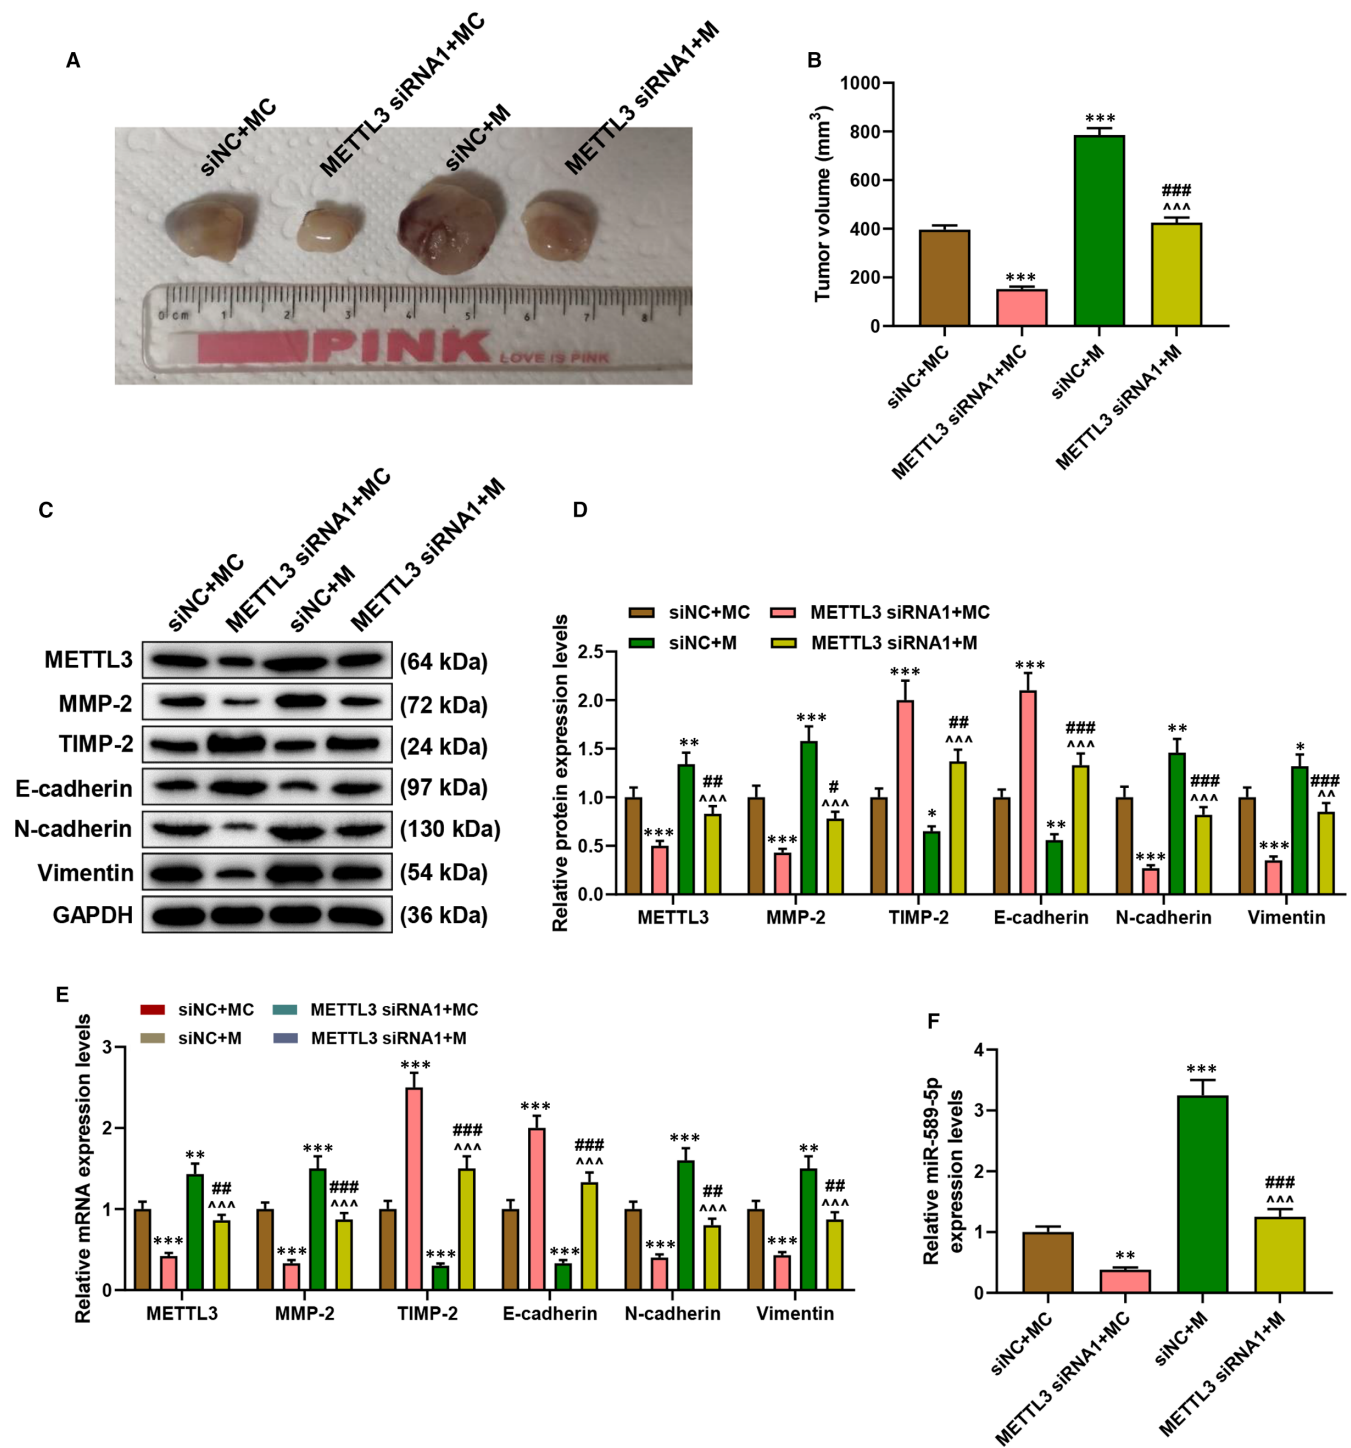 A
siNC+MC
METTL3 siRNA1+MC
siNC+M
METTL3 siRNA1+M
0 cm 1 2 3 4 5 6 7 8
PINK LOVE IS PINK
B
Tumor volume (mm3)
1000
800
600
400
200
0
***
***
###
^^^
siNC+MC
METTL3 siRNA1+MC
siNC+M
METTL3 siRNA1+M
C
siNC+MC
METTL3 siRNA1+MC
siNC+M
METTL3 siRNA1+M
METTL3 (64 kDa)
MMP-2 (72 kDa)
TIMP-2 (24 kDa)
E-cadherin (97 kDa)
N-cadherin (130 kDa)
Vimentin (54 kDa)
GAPDH (36 kDa)
D
siNC+MC METTL3 siRNA1+MC
siNC+M METTL3 siRNA1+M
Relative protein expression levels
2.5
2.0
1.5
1.0
0.5
0.0
*** ** ## ^^^
*** *** # ^^^
*** * ## ^^^
*** ** ### ^^^
*** ** ### ^^^
*** * ### ^^
METTL3 MMP-2 TIMP-2 E-cadherin N-cadherin Vimentin
E
siNC+MC METTL3 siRNA1+MC
siNC+M METTL3 siRNA1+M
Relative mRNA expression levels
3
2
1
0
*** ** ## ^^^
*** *** ### ^^^
*** *** ### ^^^
*** *** ### ^^^
*** *** ## ^^^
*** ** ## ^^^
METTL3 MMP-2 TIMP-2 E-cadherin N-cadherin Vimentin
F
Relative miR-589-5p
expression levels
4
3
2
1
0
**
***
###
^^^
siNC+MC
METTL3 siRNA1+MC
siNC+M
METTL3 siRNA1+M